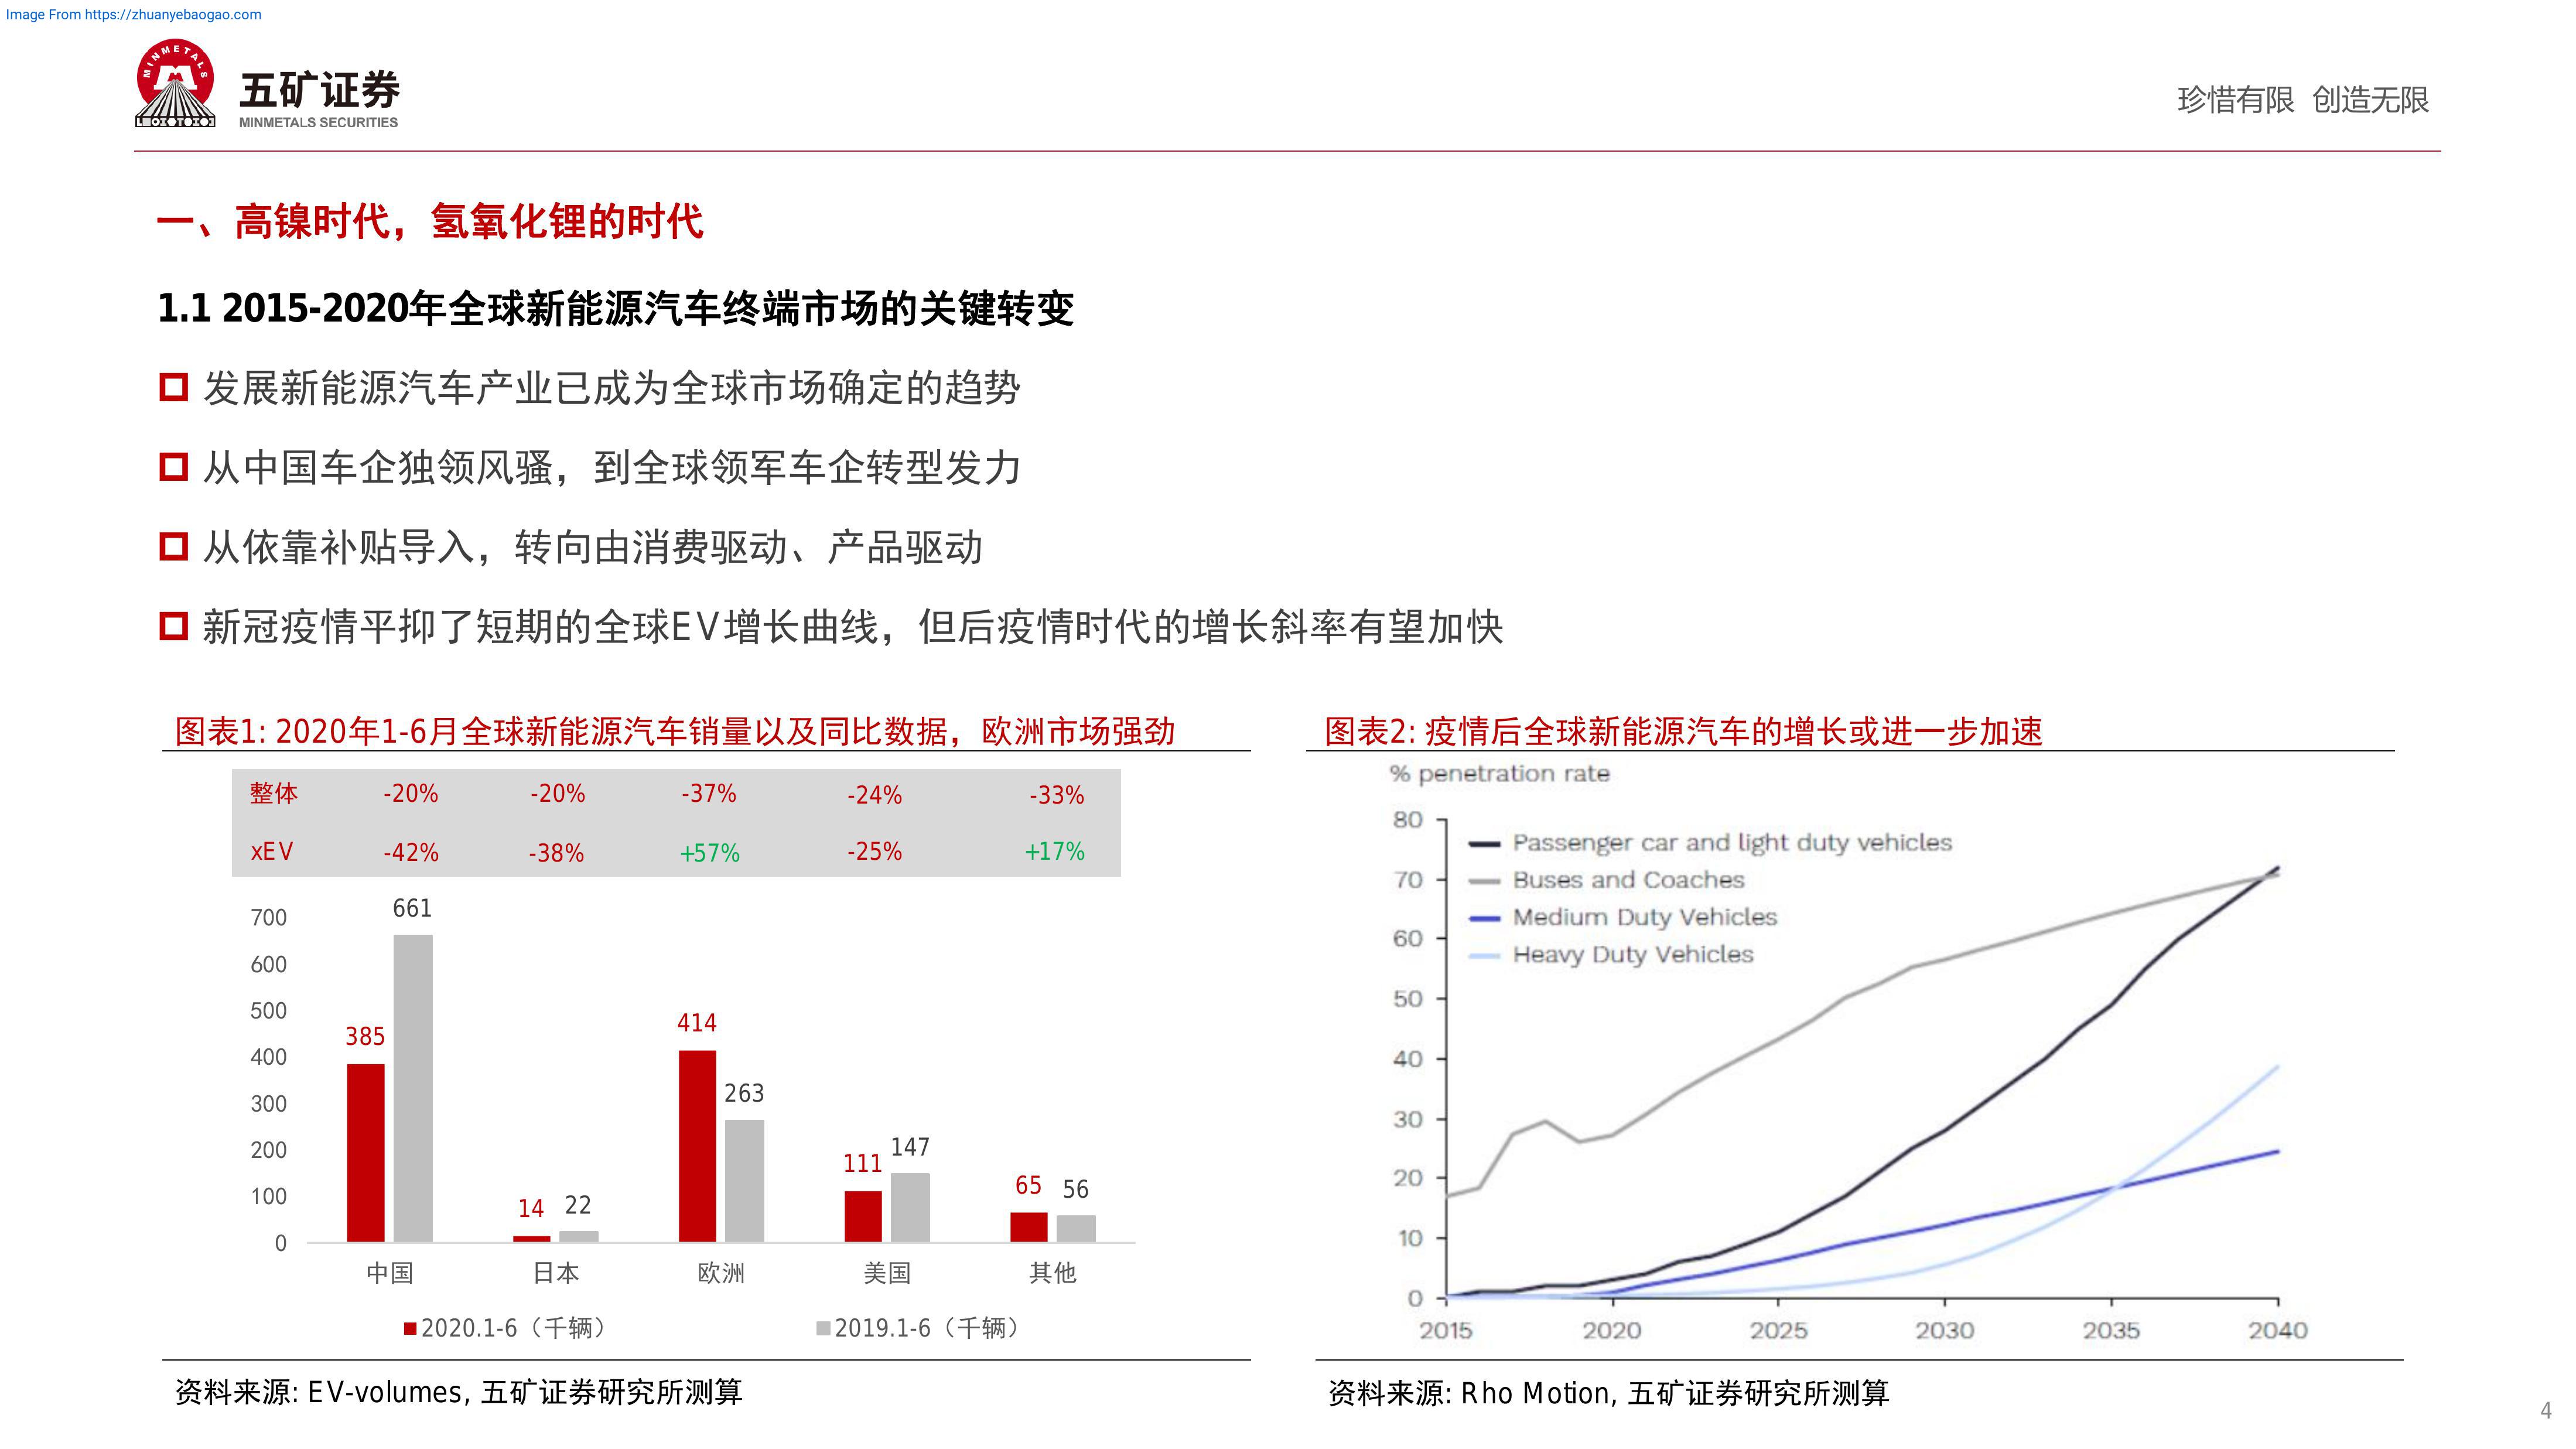 Image From https://zhuanyebaogao.com
MINMETALS
五矿证券
MINMETALS SECURITIES
珍惜有限 创造无限
一、高镍时代，氢氧化锂的时代
1.1 2015-2020年全球新能源汽车终端市场的关键转变
发展新能源汽车产业已成为全球市场确定的趋势
从中国车企独领风骚，到全球领军车企转型发力
从依靠补贴导入，转向由消费驱动、产品驱动
新冠疫情平抑了短期的全球EV增长曲线，但后疫情时代的增长斜率有望加快
图表1: 2020年1-6月全球新能源汽车销量以及同比数据，欧洲市场强劲
整体 -20% -20% -37% -24% -33%
xEV -42% -38% +57% -25% +17%
700
600
500
400
300
200
100
0
385 661
14 22
414 263
111 147
65 56
中国 日本 欧洲 美国 其他
2020.1-6（千辆） 2019.1-6（千辆）
资料来源: EV-volumes, 五矿证券研究所测算
图表2: 疫情后全球新能源汽车的增长或进一步加速
% penetration rate
80
70
60
50
40
30
20
10
0
Passenger car and light duty vehicles
Buses and Coaches
Medium Duty Vehicles
Heavy Duty Vehicles
2015 2020 2025 2030 2035 2040
资料来源: Rho Motion, 五矿证券研究所测算
4